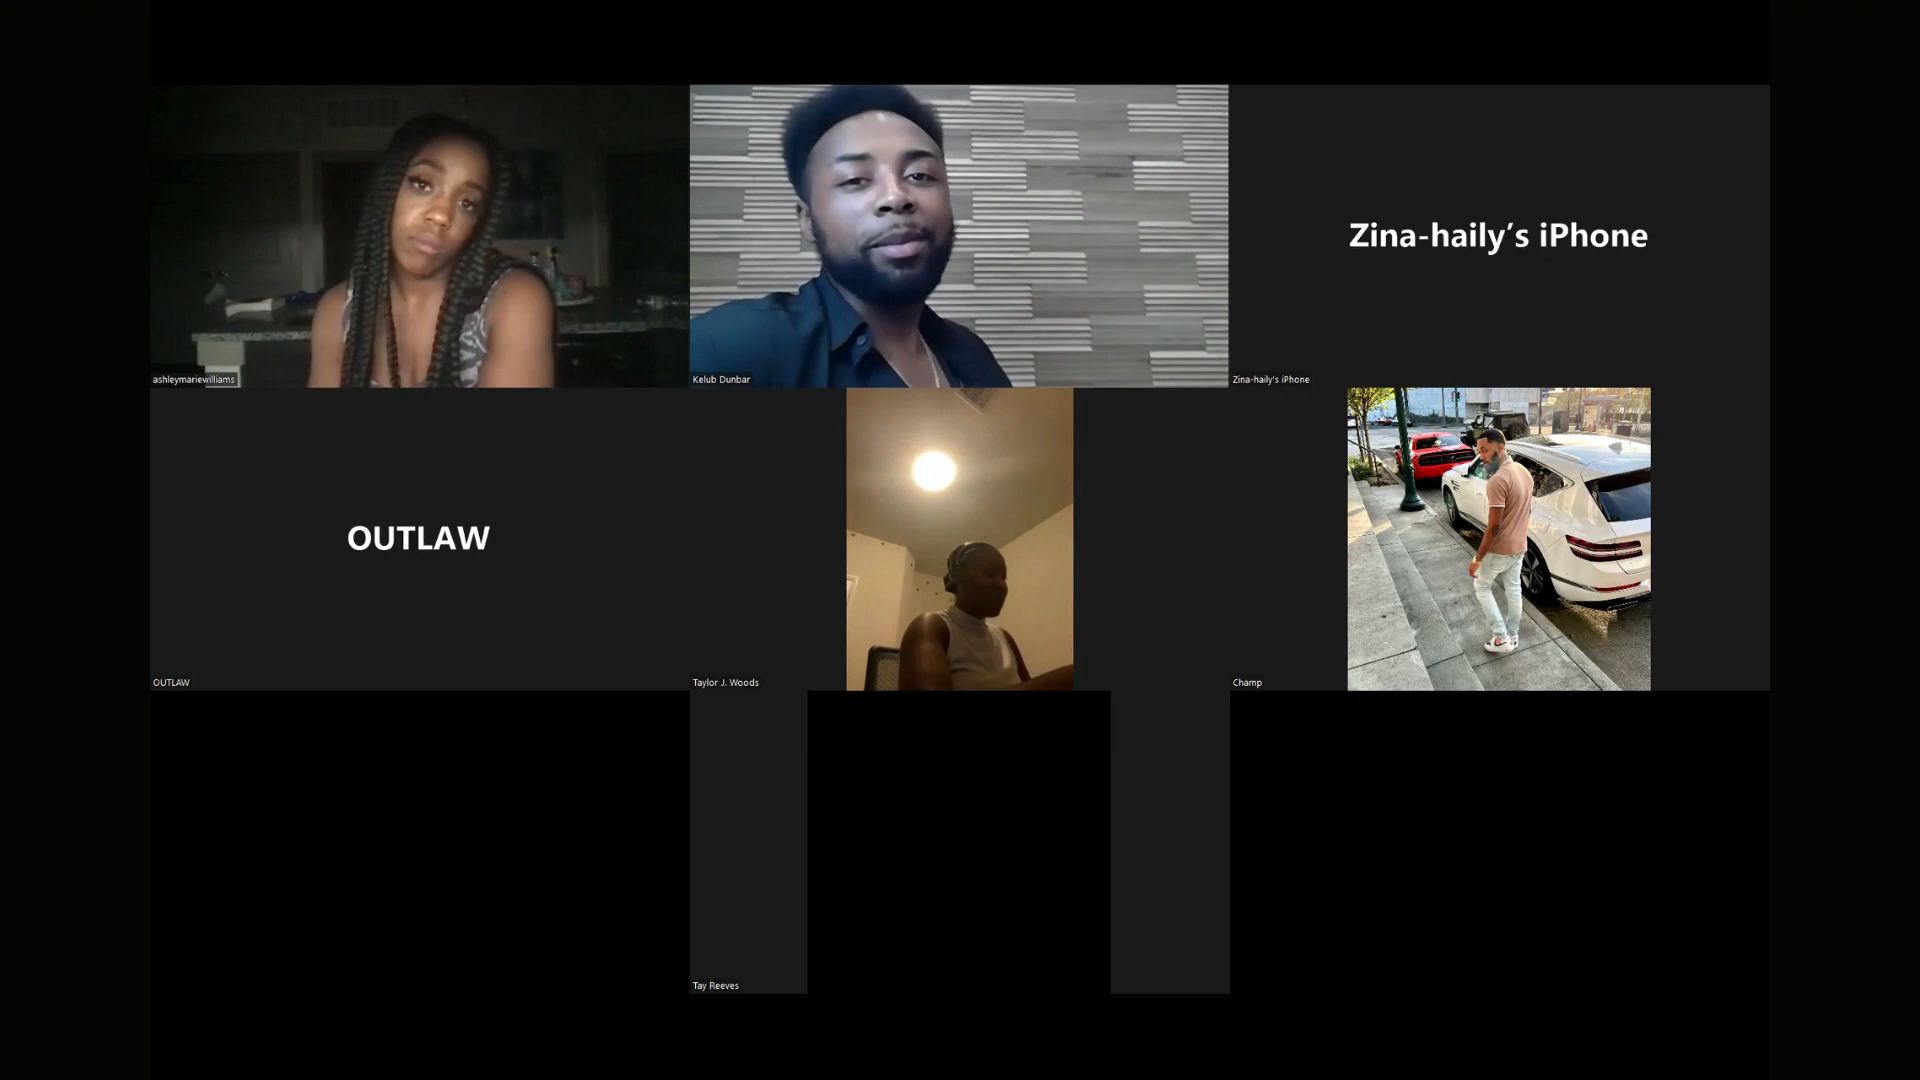 Zina-haily’s iPhone
ashleymariewilliams
Kelub Dunbar
Zina-haily's iPhone
OUTLAW
OUTLAW
Taylor J. Woods
Champ
Tay Reeves